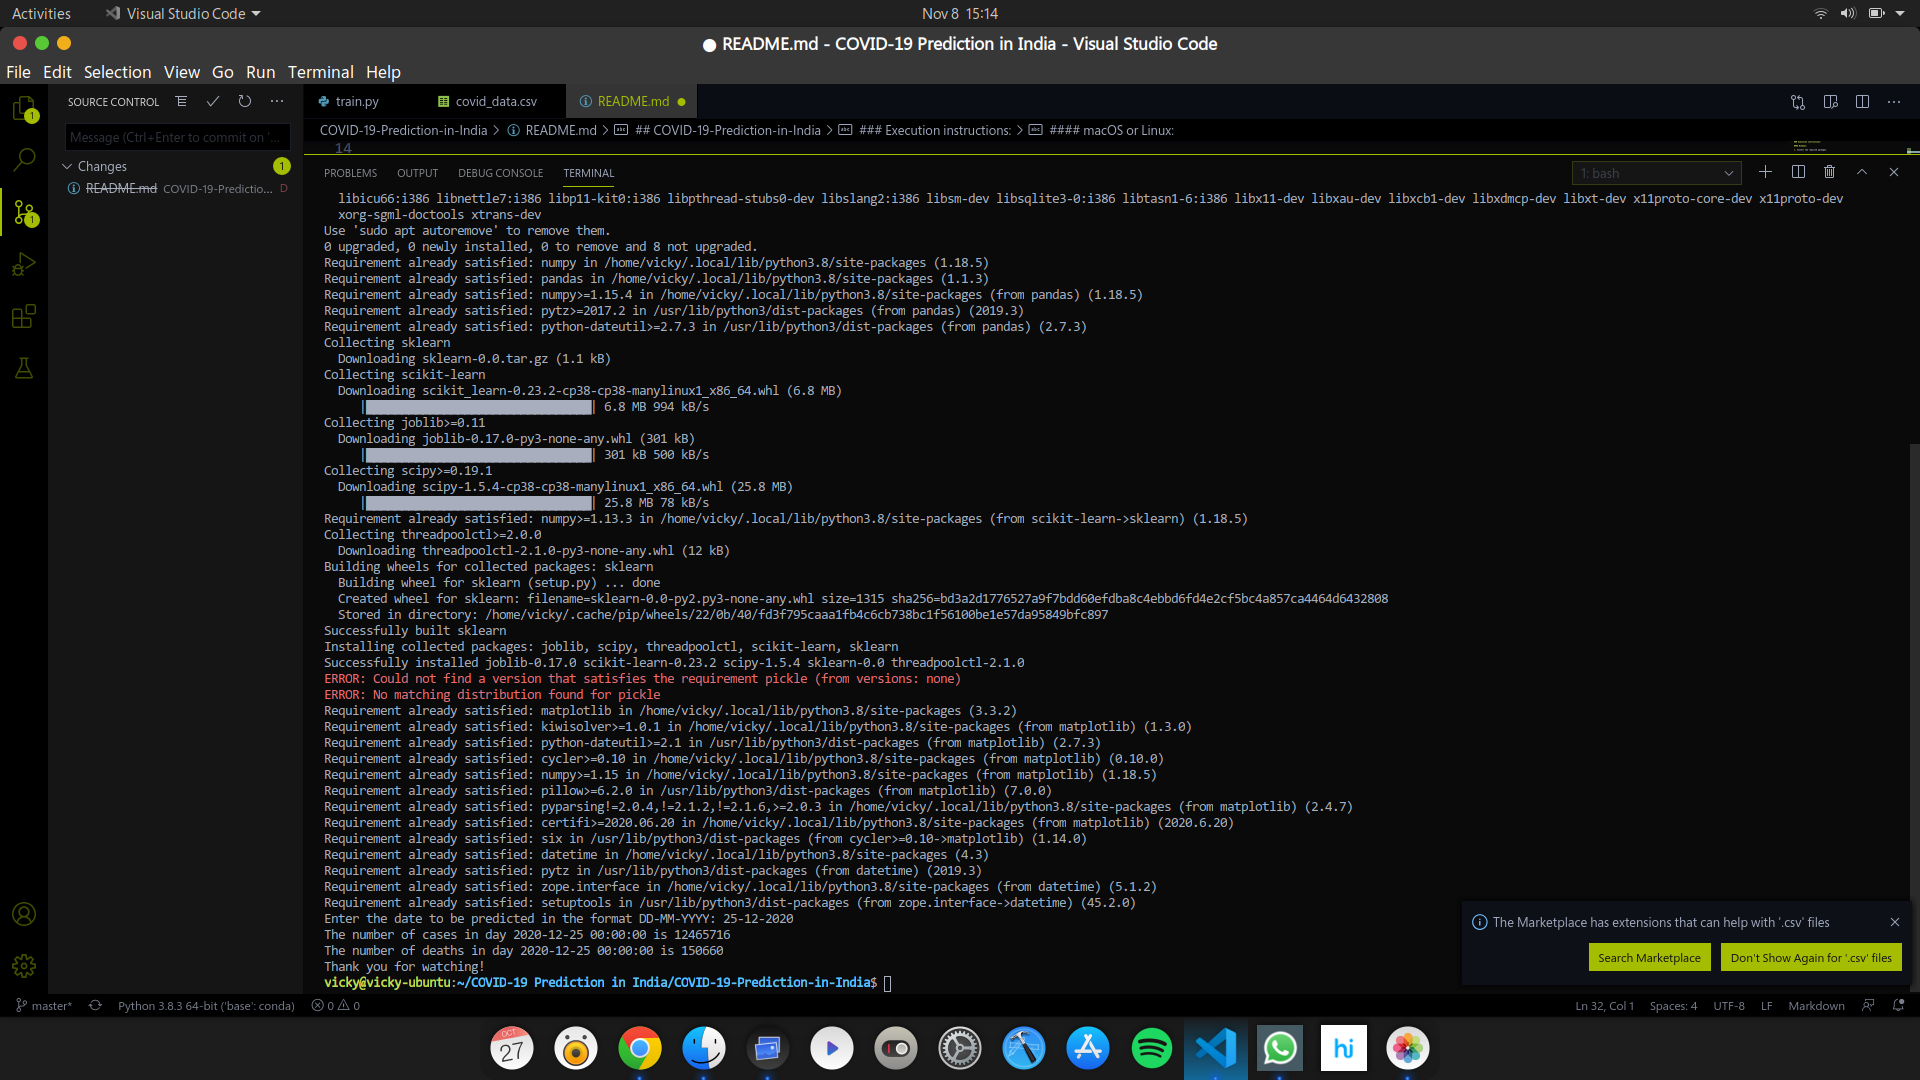 Activities
Visual Studio Code
Nov 8 15:14
● README.md - COVID-19 Prediction in India - Visual Studio Code
File Edit Selection View Go Run Terminal Help
SOURCE CONTROL
train.py
covid_data.csv
README.md
1
COVID-19-Prediction-in-India > README.md > ## COVID-19-Prediction-in-India > ### Execution instructions: > #### macOS or Linux:
Message (Ctrl+Enter to commit on '...
14
Changes
1
README.md COVID-19-Predictio... D
1
PROBLEMS OUTPUT DEBUG CONSOLE TERMINAL
1: bash
libicu66:i386 libnettle7:i386 libp11-kit0:i386 libpthread-stubs0-dev libslang2:i386 libsm-dev libsqlite3-0:i386 libtasn1-6:i386 libx11-dev libxau-dev libxcb1-dev libxdmcp-dev libxt-dev x11proto-core-dev x11proto-dev
xorg-sgml-doctools xtrans-dev
Use 'sudo apt autoremove' to remove them.
0 upgraded, 0 newly installed, 0 to remove and 8 not upgraded.
Requirement already satisfied: numpy in /home/vicky/.local/lib/python3.8/site-packages (1.18.5)
Requirement already satisfied: pandas in /home/vicky/.local/lib/python3.8/site-packages (1.1.3)
Requirement already satisfied: numpy>=1.15.4 in /home/vicky/.local/lib/python3.8/site-packages (from pandas) (1.18.5)
Requirement already satisfied: pytz>=2017.2 in /usr/lib/python3/dist-packages (from pandas) (2019.3)
Requirement already satisfied: python-dateutil>=2.7.3 in /usr/lib/python3/dist-packages (from pandas) (2.7.3)
Collecting sklearn
Downloading sklearn-0.0.tar.gz (1.1 kB)
Collecting scikit-learn
Downloading scikit_learn-0.23.2-cp38-cp38-manylinux1_x86_64.whl (6.8 MB)
6.8 MB 994 kB/s
Collecting joblib>=0.11
Downloading joblib-0.17.0-py3-none-any.whl (301 kB)
301 kB 500 kB/s
Collecting scipy>=0.19.1
Downloading scipy-1.5.4-cp38-cp38-manylinux1_x86_64.whl (25.8 MB)
25.8 MB 78 kB/s
Requirement already satisfied: numpy>=1.13.3 in /home/vicky/.local/lib/python3.8/site-packages (from scikit-learn->sklearn) (1.18.5)
Collecting threadpoolctl>=2.0.0
Downloading threadpoolctl-2.1.0-py3-none-any.whl (12 kB)
Building wheels for collected packages: sklearn
Building wheel for sklearn (setup.py) ... done
Created wheel for sklearn: filename=sklearn-0.0-py2.py3-none-any.whl size=1315 sha256=bd3a2d1776527a9f7bdd60efdba8c4ebbd6fd4e2cf5bc4a857ca4464d6432808
Stored in directory: /home/vicky/.cache/pip/wheels/22/0b/40/fd3f795caaa1fb4c6cb738bc1f56100be1e57da95849bfc897
Successfully built sklearn
Installing collected packages: joblib, scipy, threadpoolctl, scikit-learn, sklearn
Successfully installed joblib-0.17.0 scikit-learn-0.23.2 scipy-1.5.4 sklearn-0.0 threadpoolctl-2.1.0
ERROR: Could not find a version that satisfies the requirement pickle (from versions: none)
ERROR: No matching distribution found for pickle
Requirement already satisfied: matplotlib in /home/vicky/.local/lib/python3.8/site-packages (3.3.2)
Requirement already satisfied: kiwisolver>=1.0.1 in /home/vicky/.local/lib/python3.8/site-packages (from matplotlib) (1.3.0)
Requirement already satisfied: python-dateutil>=2.1 in /usr/lib/python3/dist-packages (from matplotlib) (2.7.3)
Requirement already satisfied: cycler>=0.10 in /home/vicky/.local/lib/python3.8/site-packages (from matplotlib) (0.10.0)
Requirement already satisfied: numpy>=1.15 in /home/vicky/.local/lib/python3.8/site-packages (from matplotlib) (1.18.5)
Requirement already satisfied: pillow>=6.2.0 in /usr/lib/python3/dist-packages (from matplotlib) (7.0.0)
Requirement already satisfied: pyparsing!=2.0.4,!=2.1.2,!=2.1.6,>=2.0.3 in /home/vicky/.local/lib/python3.8/site-packages (from matplotlib) (2.4.7)
Requirement already satisfied: certifi>=2020.06.20 in /home/vicky/.local/lib/python3.8/site-packages (from matplotlib) (2020.6.20)
Requirement already satisfied: six in /usr/lib/python3/dist-packages (from cycler>=0.10->matplotlib) (1.14.0)
Requirement already satisfied: datetime in /home/vicky/.local/lib/python3.8/site-packages (4.3)
Requirement already satisfied: pytz in /usr/lib/python3/dist-packages (from datetime) (2019.3)
Requirement already satisfied: zope.interface in /home/vicky/.local/lib/python3.8/site-packages (from datetime) (5.1.2)
Requirement already satisfied: setuptools in /usr/lib/python3/dist-packages (from zope.interface->datetime) (45.2.0)
Enter the date to be predicted in the format DD-MM-YYYY: 25-12-2020
The number of cases in day 2020-12-25 00:00:00 is 12465716
The number of deaths in day 2020-12-25 00:00:00 is 150660
Thank you for watching!
vicky@vicky-ubuntu:~/COVID-19 Prediction in India/COVID-19-Prediction-in-India$
The Marketplace has extensions that can help with '.csv' files
Search Marketplace
Don't Show Again for '.csv' files
master*
Python 3.8.3 64-bit ('base': conda)
0
0
Ln 32, Col 1
Spaces: 4
UTF-8
LF
Markdown
OCT
27
hi